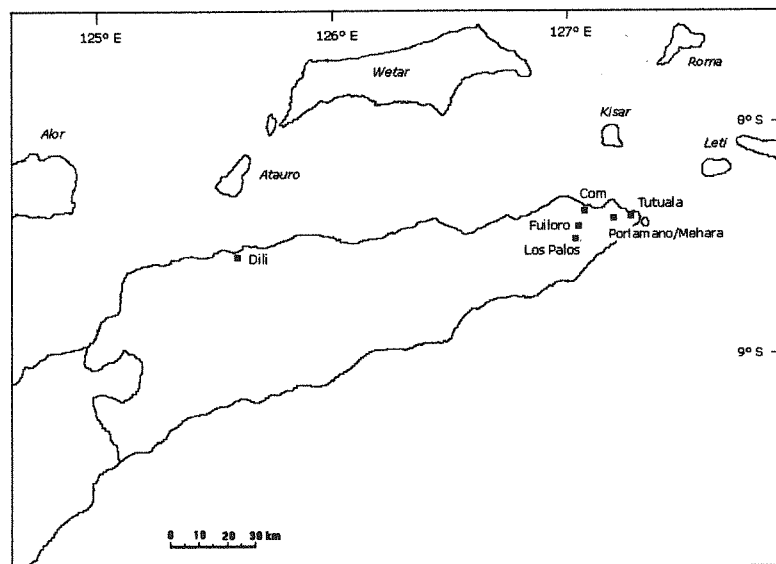 125° E
126° E
127° E
Roma
Wetar
Kisar
8° S
Alor
Leti
Atauro
Com
Tutuala
Fuiloro
Porlamano/Mehara
Los Palos
Dili
9° S
0 10 20 30 km